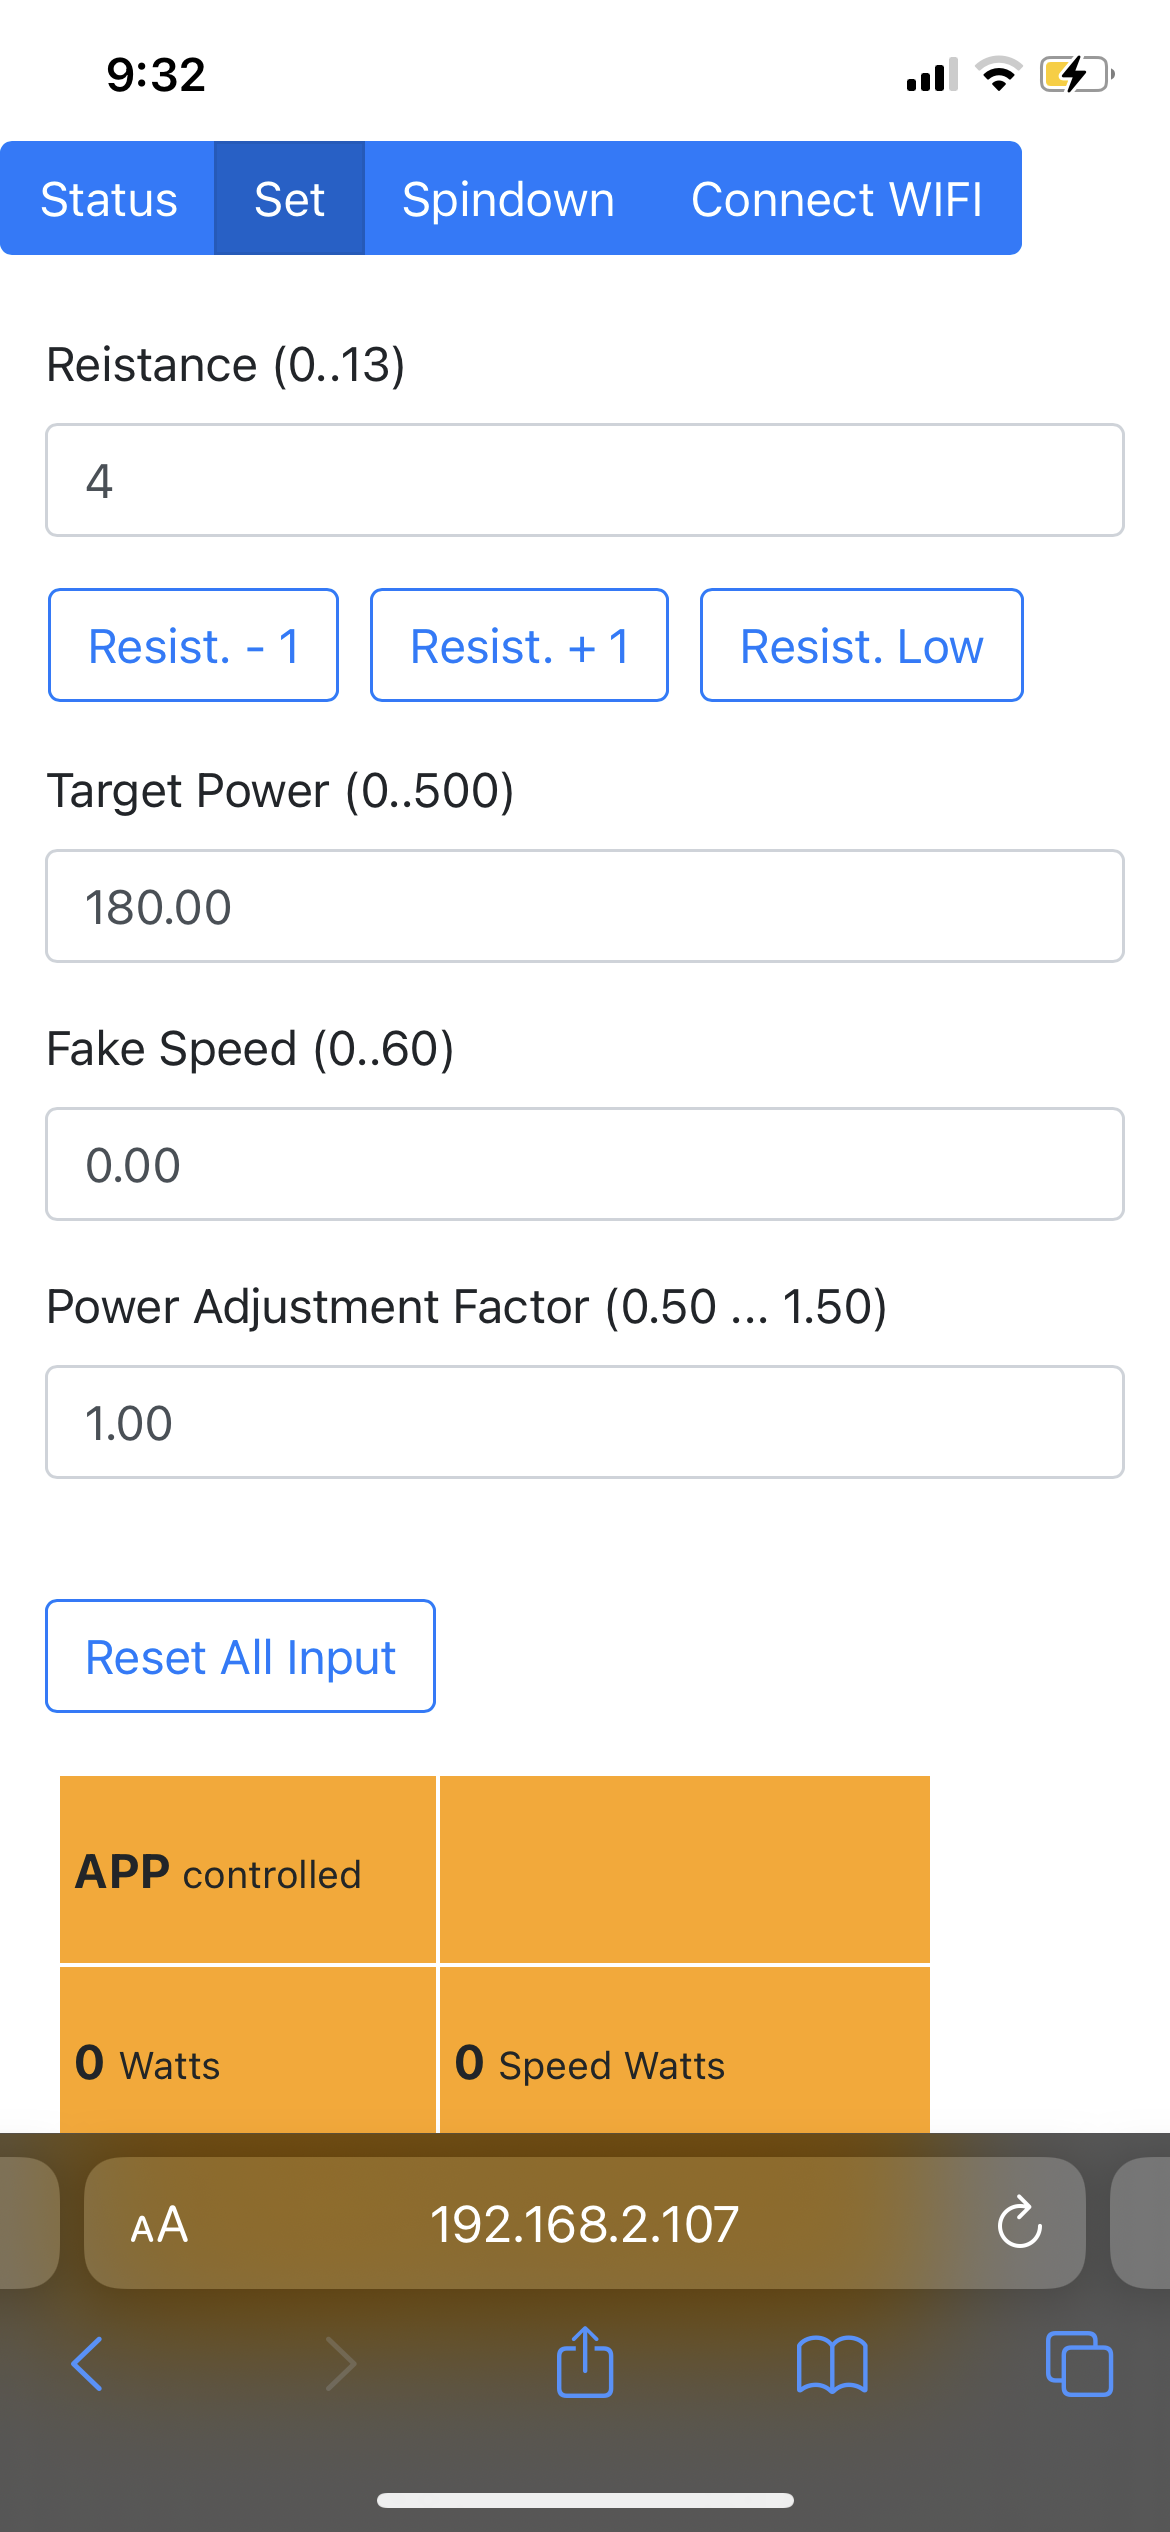 9:32
Status Set Spindown Connect WIFI
Reistance (0..13)
4
Resist. - 1 Resist. + 1 Resist. Low
Target Power (0..500)
180.00
Fake Speed (0..60)
0.00
Power Adjustment Factor (0.50 ... 1.50)
1.00
Reset All Input
APP controlled
0 Watts 0 Speed Watts
AA 192.168.2.107